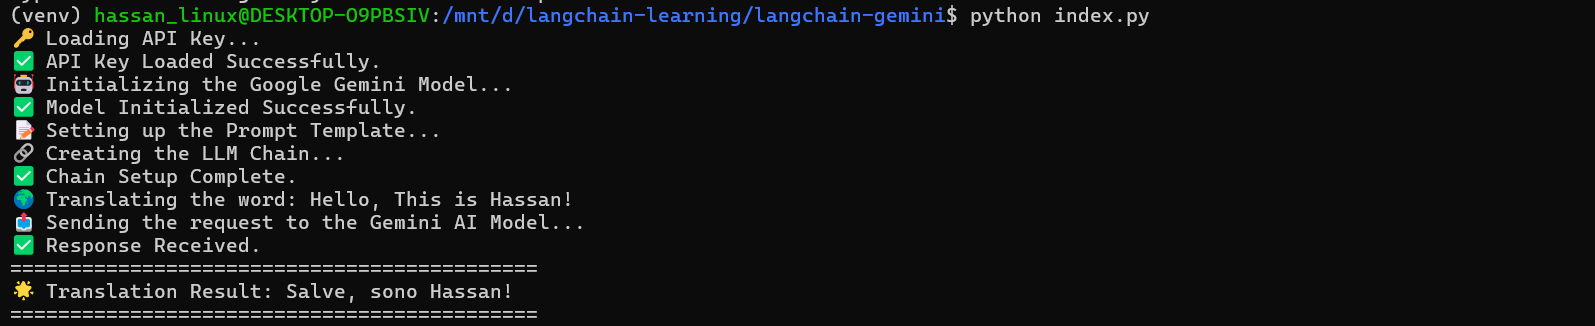 (venv) hassan_linux@DESKTOP-O9PBSIV:/mnt/d/langchain-learning/langchain-gemini$ python index.py
🔑 Loading API Key...
✅ API Key Loaded Successfully.
🤖 Initializing the Google Gemini Model...
✅ Model Initialized Successfully.
📝 Setting up the Prompt Template...
🔗 Creating the LLM Chain...
✅ Chain Setup Complete.
🌍 Translating the word: Hello, This is Hassan!
📤 Sending the request to the Gemini AI Model...
✅ Response Received.
============================================
🌟 Translation Result: Salve, sono Hassan!
============================================